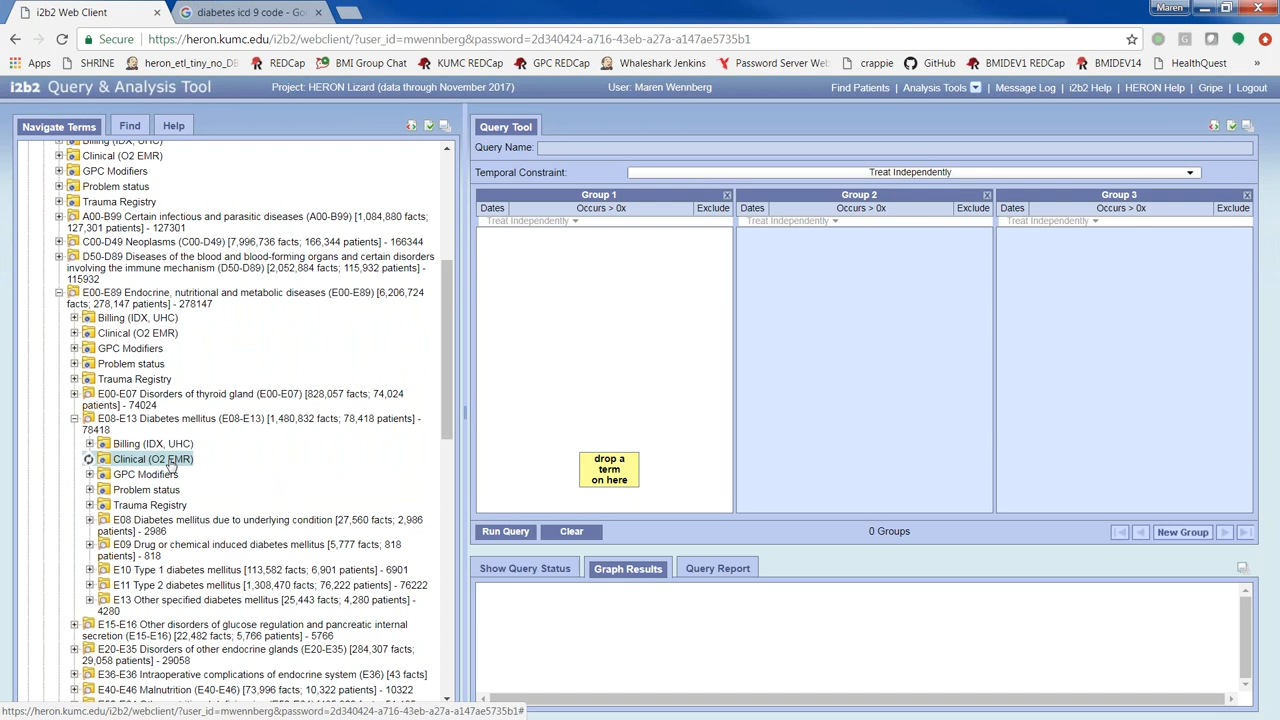 i2b2 Web Client
diabetes icd 9 code - Goo
Maren
Secure
https://heron.kumc.edu/i2b2/webclient/?user_id=mwennberg&password=2d340424-a716-43eb-a27a-a147ae5735b1
Apps
SHRINE
heron_etl_tiny_no_DB
REDCap
BMI Group Chat
KUMC REDCap
GPC REDCap
Whaleshark Jenkins
Password Server Web
crappie
GitHub
BMIDEV1 REDCap
BMIDEV14
HealthQuest
i2b2 Query & Analysis Tool
Project: HERON Lizard (data through November 2017)
User: Maren Wennberg
Find Patients | Analysis Tools | Message Log | i2b2 Help | HERON Help | Gripe | Logout
Navigate Terms
Find
Help
Billing (IDX, UHC)
Clinical (O2 EMR)
GPC Modifiers
Problem status
Trauma Registry
A00-B99 Certain infectious and parasitic diseases (A00-B99) [1,084,880 facts;
127,301 patients] - 127301
C00-D49 Neoplasms (C00-D49) [7,996,736 facts; 166,344 patients] - 166344
D50-D89 Diseases of the blood and blood-forming organs and certain disorders
involving the immune mechanism (D50-D89) [2,052,884 facts; 115,932 patients] -
115932
E00-E89 Endocrine, nutritional and metabolic diseases (E00-E89) [6,206,724
facts; 278,147 patients] - 278147
Billing (IDX, UHC)
Clinical (O2 EMR)
GPC Modifiers
Problem status
Trauma Registry
E00-E07 Disorders of thyroid gland (E00-E07) [828,057 facts; 74,024
patients] - 74024
E08-E13 Diabetes mellitus (E08-E13) [1,480,832 facts; 78,418 patients] -
78418
Billing (IDX, UHC)
Clinical (O2 EMR)
GPC Modifiers
Problem status
Trauma Registry
E08 Diabetes mellitus due to underlying condition [27,560 facts; 2,986
patients] - 2986
E09 Drug or chemical induced diabetes mellitus [5,777 facts; 818
patients] - 818
E10 Type 1 diabetes mellitus [113,582 facts; 6,901 patients] - 6901
E11 Type 2 diabetes mellitus [1,308,470 facts; 76,222 patients] - 76222
E13 Other specified diabetes mellitus [25,443 facts; 4,280 patients] -
4280
E15-E16 Other disorders of glucose regulation and pancreatic internal
secretion (E15-E16) [22,482 facts; 5,766 patients] - 5766
E20-E35 Disorders of other endocrine glands (E20-E35) [284,307 facts;
29,058 patients] - 29058
E36-E36 Intraoperative complications of endocrine system (E36) [43 facts]
E40-E46 Malnutrition (E40-E46) [73,996 facts; 10,322 patients] - 10322
https://heron.kumc.edu/i2b2/webclient/?user_id=mwennberg&password=2d340424-a716-43eb-a27a-a147ae5735b1#
Query Tool
Query Name:
Temporal Constraint:
Treat Independently
Group 1
Group 2
Group 3
Dates
Occurs > 0x
Exclude
Dates
Occurs > 0x
Exclude
Dates
Occurs > 0x
Exclude
Treat Independently
Treat Independently
Treat Independently
drop a
term
on here
Run Query
Clear
0 Groups
New Group
Show Query Status
Graph Results
Query Report